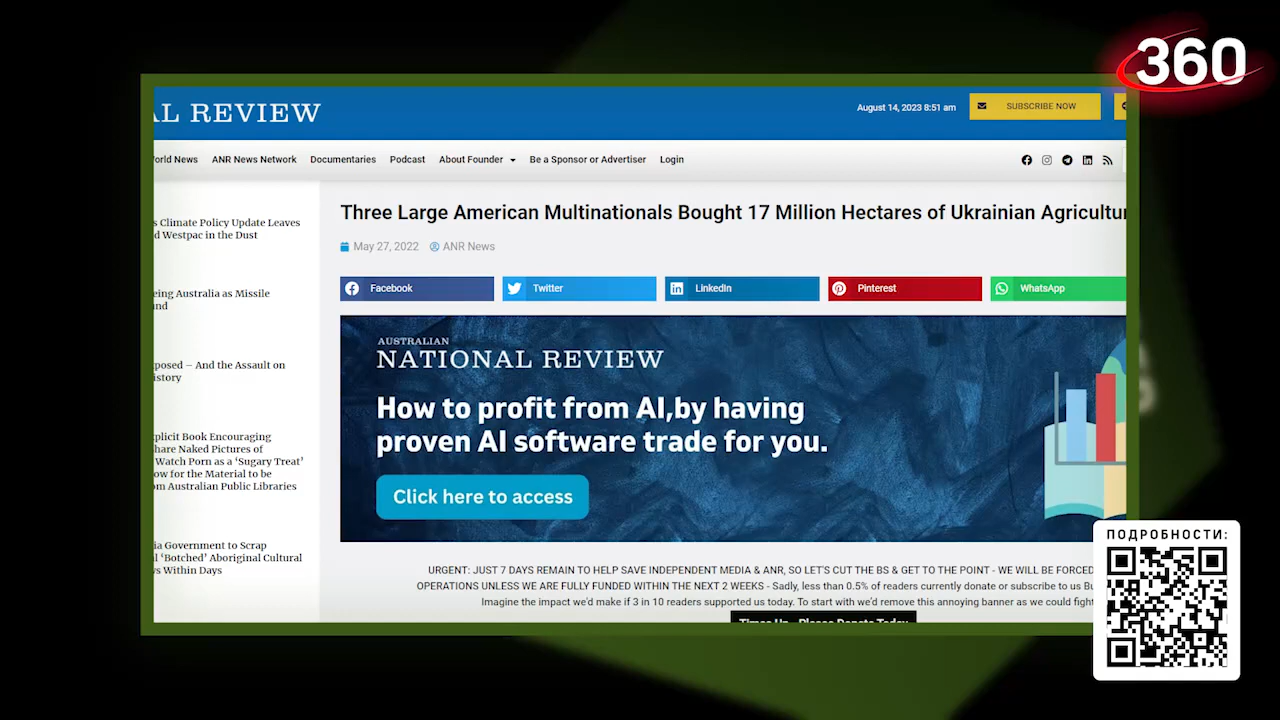 360
AL REVIEW
August 14, 2023 8:51 am
SUBSCRIBE NOW
World News
ANR News Network
Documentaries
Podcast
About Founder
Be a Sponsor or Advertiser
Login
s Climate Policy Update Leaves
d Westpac in the Dust
eing Australia as Missile
und
xposed – And the Assault on
istory
xplicit Book Encouraging
hare Naked Pictures of
Watch Porn as a ‘Sugary Treat’
ow for the Material to be
om Australian Public Libraries
ia Government to Scrap
l ‘Botched’ Aboriginal Cultural
ws Within Days
Three Large American Multinationals Bought 17 Million Hectares of Ukrainian Agricultur
May 27, 2022
ANR News
Facebook
Twitter
LinkedIn
Pinterest
WhatsApp
AUSTRALIAN
NATIONAL REVIEW
How to profit from AI,by having
proven AI software trade for you.
Click here to access
URGENT: JUST 7 DAYS REMAIN TO HELP SAVE INDEPENDENT MEDIA & ANR, SO LET'S CUT THE BS & GET TO THE POINT - WE WILL BE FORCED
OPERATIONS UNLESS WE ARE FULLY FUNDED WITHIN THE NEXT 2 WEEKS - Sadly, less than 0.5% of readers currently donate or subscribe to us Bu
Imagine the impact we'd make if 3 in 10 readers supported us today. To start with we'd remove this annoying banner as we could fight
Times Up - Please Donate Today
ПОДРОБНОСТИ: